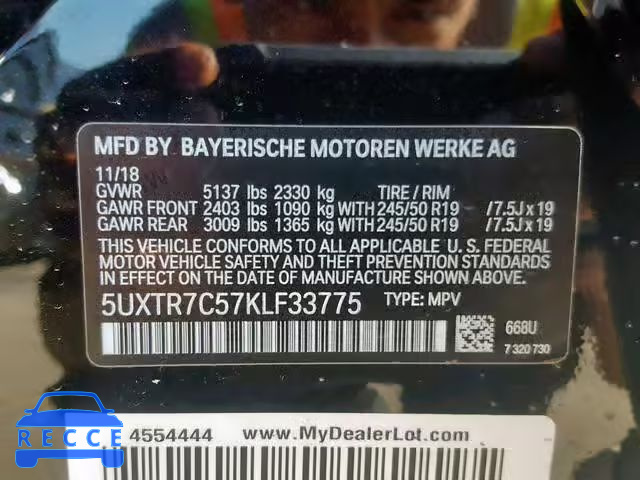 MFD BY BAYERISCHE MOTOREN WERKE AG
11/18
GVWR 5137 lbs 2330 kg TIRE / RIM
GAWR FRONT 2403 lbs 1090 kg WITH 245/50 R19 /7.5J x 19
GAWR REAR 3009 lbs 1365 kg WITH 245/50 R19 /7.5J x 19
THIS VEHICLE CONFORMS TO ALL APPLICABLE U. S. FEDERAL
MOTOR VEHICLE SAFETY AND THEFT PREVENTION STANDARDS
IN EFFECT ON THE DATE OF MANUFACTURE SHOWN ABOVE.
5UXTR7C57KLF33775 TYPE: MPV
668U
7 320 730
4554444 www.MyDealerLot.com
RECCE